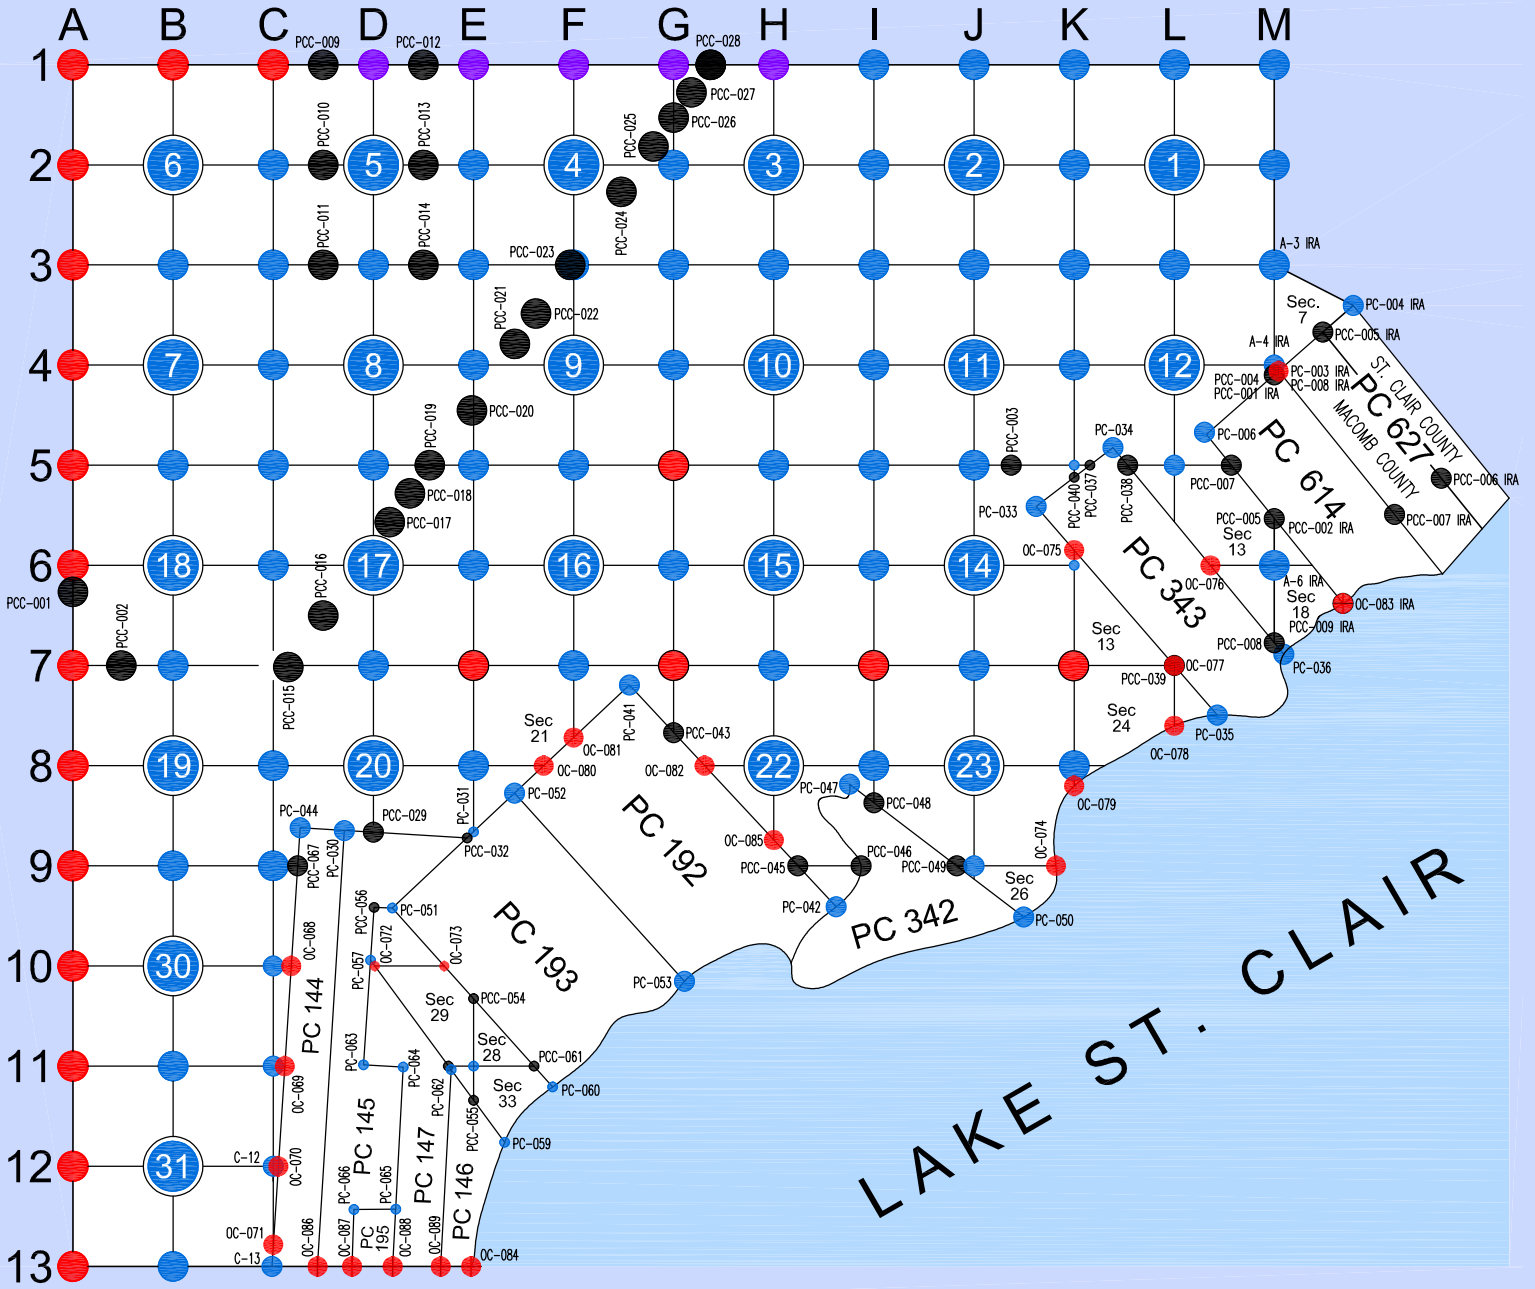 A B C D E F G H I J K L M
PCC-009 PCC-012 PCC-028
1
PCC-027
PCC-010 PCC-013 PCC-025 PCC-026
2 6 5 4 3 2 1
PCC-011 PCC-014 PCC-024
A-3 IRA
3 PCC-023
Sec. 7 PC-004 IRA
PCC-021 PCC-022
PCC-005 IRA
A-4 IRA
4 7 8 9 10 11 12
PC-003 IRA
PCC-004 PC-008 IRA
PCC-001 IRA
ST. CLAIR COUNTY
PC 627
MACOMB COUNTY
PCC-019 PCC-020 PCC-003 PC-034 PC-006
PC 614
5
PCC-018 PCC-040 PCC-037 PCC-038 PCC-007 PCC-006 IRA
PCC-017 PC-033 PCC-005 PCC-002 IRA PCC-007 IRA
Sec
13
OC-075
PC 343
6 18 17 16 15 14
OC-076 A-6 IRA
PCC-001 PCC-016
Sec
18
OC-083 IRA
PCC-002
Sec
13
PCC-009 IRA
PCC-008
7 OC-077 PC-036
PCC-039
PCC-015
Sec
21
PC-041
Sec
24
PCC-043 OC-081 OC-078 PC-035
8 19 20 OC-080 OC-082 22 23
PC-031 PC-052 PC-047 OC-079
PC-044 PCC-029 PCC-048
PC-030 PCC-032 PC 192 OC-085 OC-074
9 PCC-067 PCC-045 PCC-046 PCC-049
Sec
26
PCC-056 PC-051 PC-042 PC 342 PC-050
PC 193
OC-068 OC-072 OC-073
10 30 PC-057 PC-053
PC 144
Sec
29
PCC-054
Sec
28
PC-063 PC-064 PCC-061
11
OC-069 PC-062
Sec
33
PC-060
PC 145 PCC-055
PC 147 PC-059
C-12 OC-070
12 31 PC-066 PC-065 PC 146
PC
195
OC-071 OC-086 OC-087 OC-088 OC-089
C-13 OC-084
13
LAKE ST. CLAIR